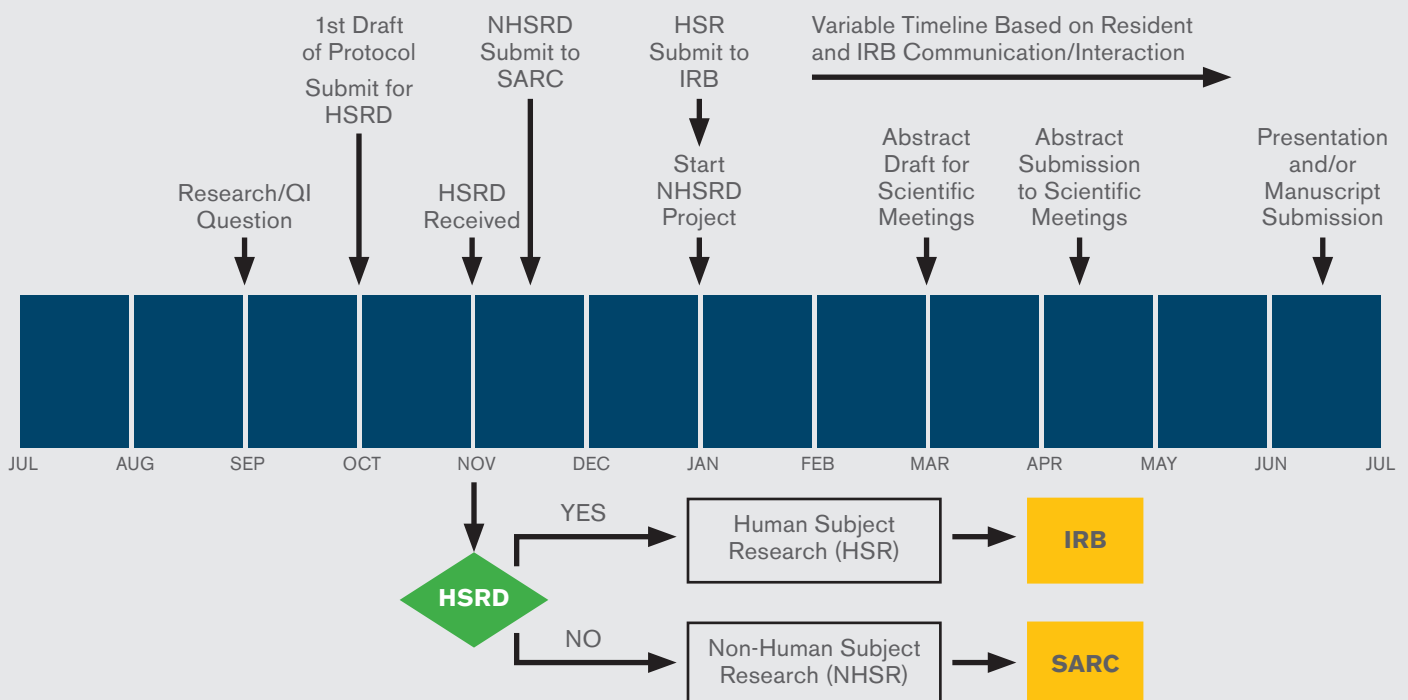 1st Draft
of Protocol
Submit for
HSRD
NHSRD
Submit to
SARC
HSR
Submit to
IRB
Variable Timeline Based on Resident
and IRB Communication/Interaction
Research/QI
Question
HSRD
Received
Start
NHSRD
Project
Abstract
Draft for
Scientific
Meetings
Abstract
Submission
to Scientific
Meetings
Presentation
and/or
Manuscript
Submission
JUL AUG SEP OCT NOV DEC JAN FEB MAR APR MAY JUN JUL
HSRD
YES
Human Subject
Research (HSR)
IRB
NO
Non-Human Subject
Research (NHSR)
SARC